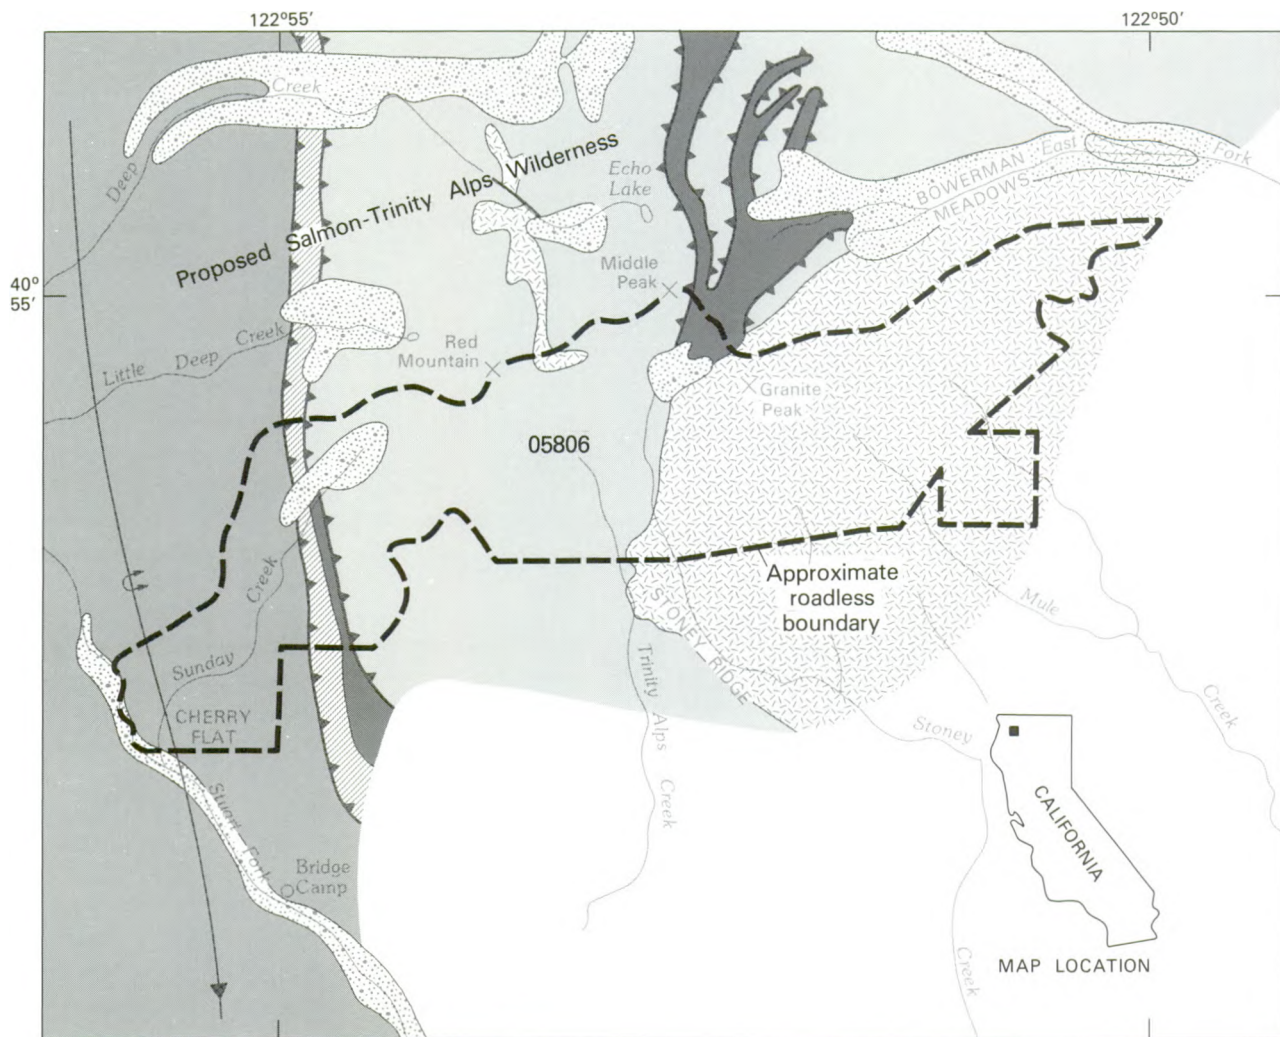 122°55′
122°50′
Creek
Deep
Proposed Salmon-Trinity Alps Wilderness
Echo
Lake
BOWERMAN
MEADOWS
East
Fork
40°
55′
Middle
Peak
Red
Mountain
Little Deep Creek
Granite
Peak
05806
Approximate
roadless
boundary
Creek
Sunday
CHERRY
FLAT
STONEY RIDGE
Trinity Alps Creek
Mule
Creek
Stoney
Creek
Stuart Fork
Bridge
Camp
CALIFORNIA
MAP LOCATION